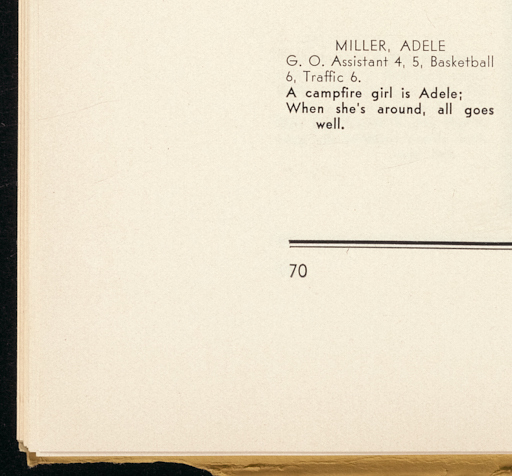 MILLER, ADELE
G. O. Assistant 4, 5, Basketball
6, Traffic 6.
A campfire girl is Adele;
When she's around, all goes
well.
70